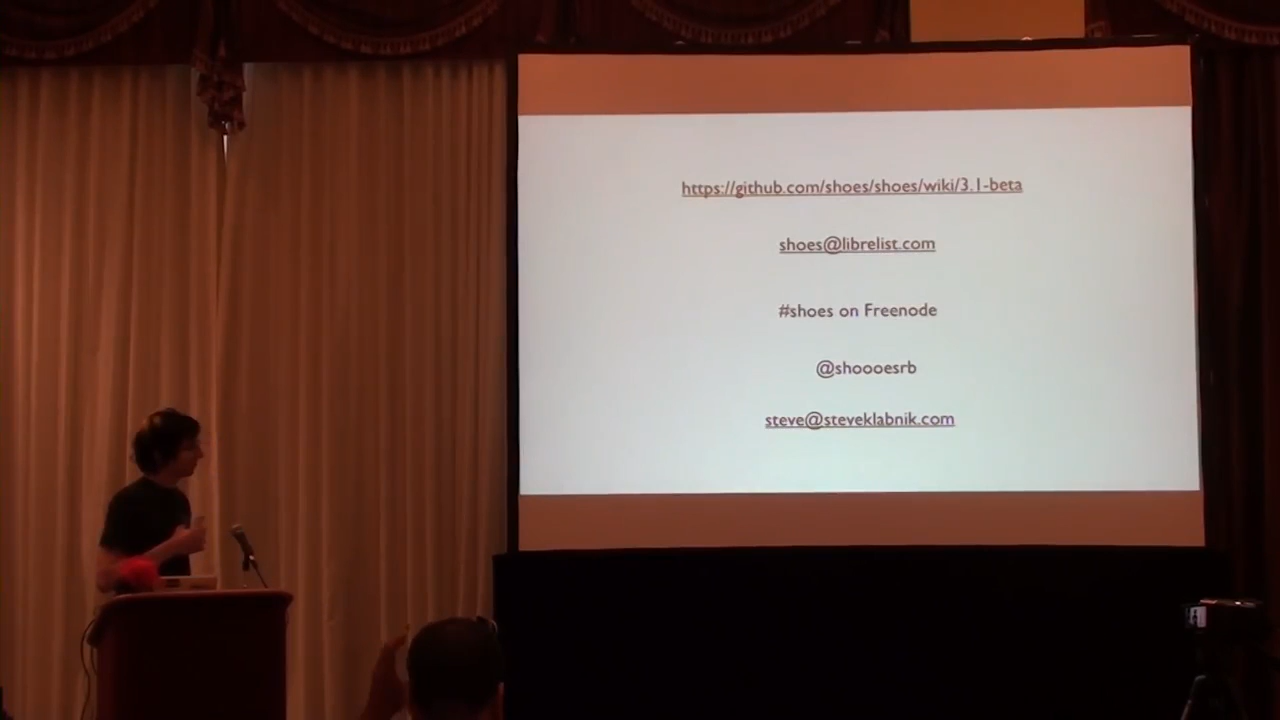 https://github.com/shoes/shoes/wiki/3.1-beta
shoes@librelist.com
#shoes on Freenode
@shoooesrb
steve@steveklabnik.com